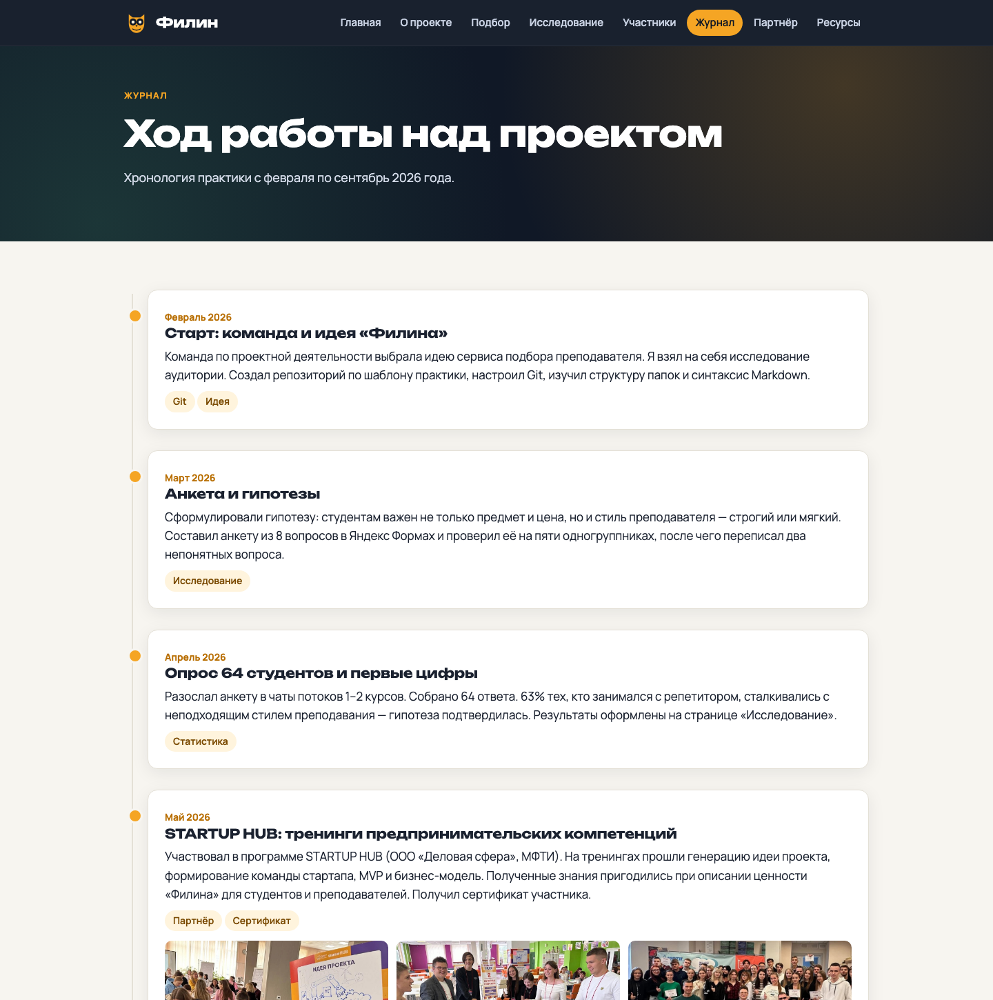 Филин
Главная
О проекте
Подбор
Исследование
Участники
Журнал
Партнёр
Ресурсы
ЖУРНАЛ
Ход работы над проектом
Хронология практики с февраля по сентябрь 2026 года.
Февраль 2026
Старт: команда и идея «Филина»
Команда по проектной деятельности выбрала идею сервиса подбора преподавателя. Я взял на себя исследование
аудитории. Создал репозиторий по шаблону практики, настроил Git, изучил структуру папок и синтаксис Markdown.
Git
Идея
Март 2026
Анкета и гипотезы
Сформулировали гипотезу: студентам важен не только предмет и цена, но и стиль преподавателя — строгий или мягкий.
Составил анкету из 8 вопросов в Яндекс Формах и проверил её на пяти одногруппниках, после чего переписал два
непонятных вопроса.
Исследование
Апрель 2026
Опрос 64 студентов и первые цифры
Разослал анкету в чаты потоков 1–2 курсов. Собрано 64 ответа. 63% тех, кто занимался с репетитором, сталкивались с
неподходящим стилем преподавания — гипотеза подтвердилась. Результаты оформлены на странице «Исследование».
Статистика
Май 2026
STARTUP HUB: тренинги предпринимательских компетенций
Участвовал в программе STARTUP HUB (ООО «Деловая сфера», МФТИ). На тренингах прошли генерацию идеи проекта,
формирование команды стартапа, MVP и бизнес-модель. Полученные знания пригодились при описании ценности
«Филина» для студентов и преподавателей. Получил сертификат участника.
Партнёр
Сертификат
ИДЕЯ ПРОЕКТА